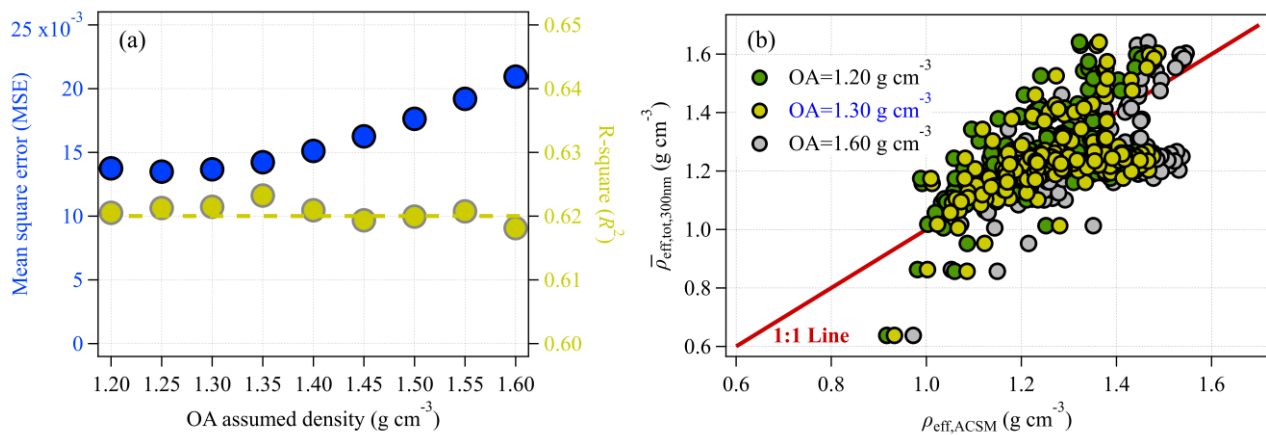 (a)
25 x10⁻³
20
15
10
5
0
Mean square error (MSE)
0.65
0.64
0.63
0.62
0.61
0.60
R-square (R²)
1.20 1.25 1.30 1.35 1.40 1.45 1.50 1.55 1.60
OA assumed density (g cm⁻³)
(b)
OA=1.20 g cm⁻³
OA=1.30 g cm⁻³
OA=1.60 g cm⁻³
1:1 Line
1.6
1.4
1.2
1.0
0.8
0.6
ρ̅eff,tot,300nm (g cm⁻³)
0.6 0.8 1.0 1.2 1.4 1.6
ρeff,ACSM (g cm⁻³)